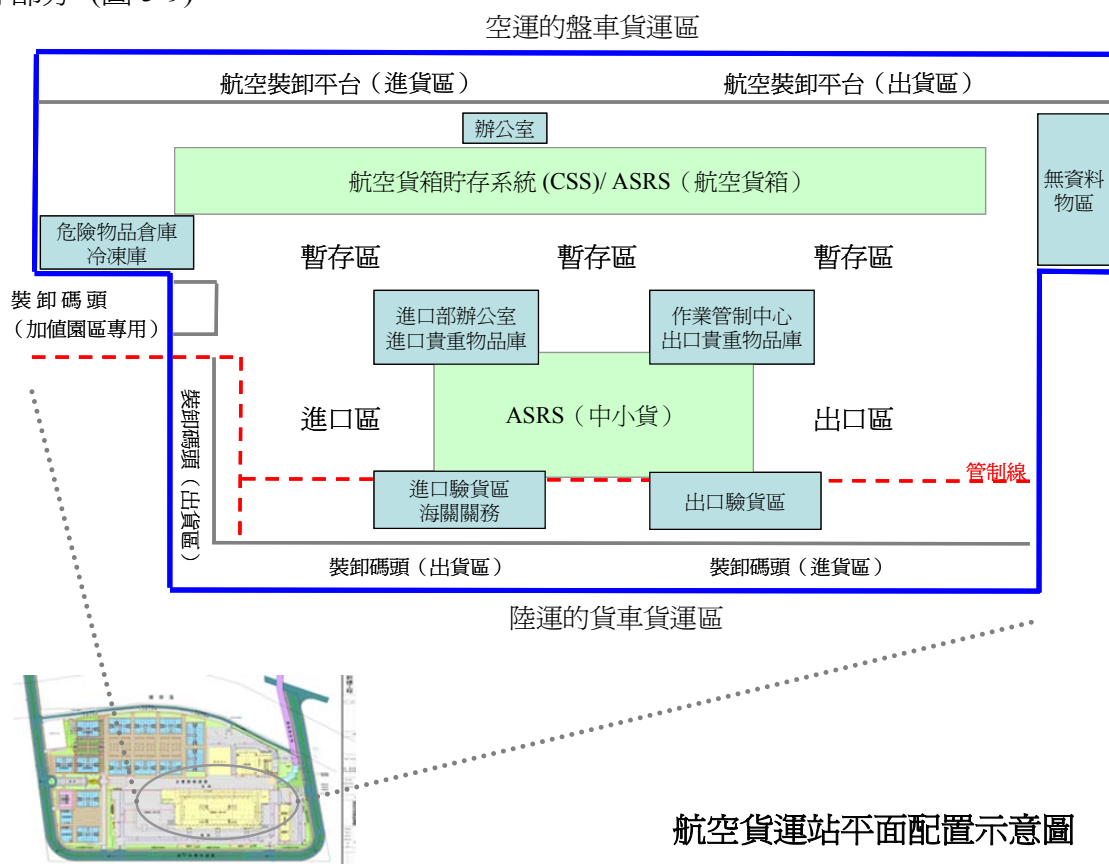 (圖 3-9)
空運的盤車貨運區
航空裝卸平台（進貨區）
航空裝卸平台（出貨區）
辦公室
航空貨箱貯存系統 (CSS)/ ASRS（航空貨箱）
無資料
物區
危險物品倉庫
冷凍庫
暫存區
暫存區
暫存區
裝卸碼頭
（加值園區專用）
進口部辦公室
進口貴重物品庫
作業管制中心
出口貴重物品庫
裝卸碼頭（出貨區）
進口區
ASRS（中小貨）
出口區
管制線
進口驗貨區
海關關務
出口驗貨區
裝卸碼頭（出貨區）
裝卸碼頭（進貨區）
陸運的貨車貨運區
航空貨運站平面配置示意圖